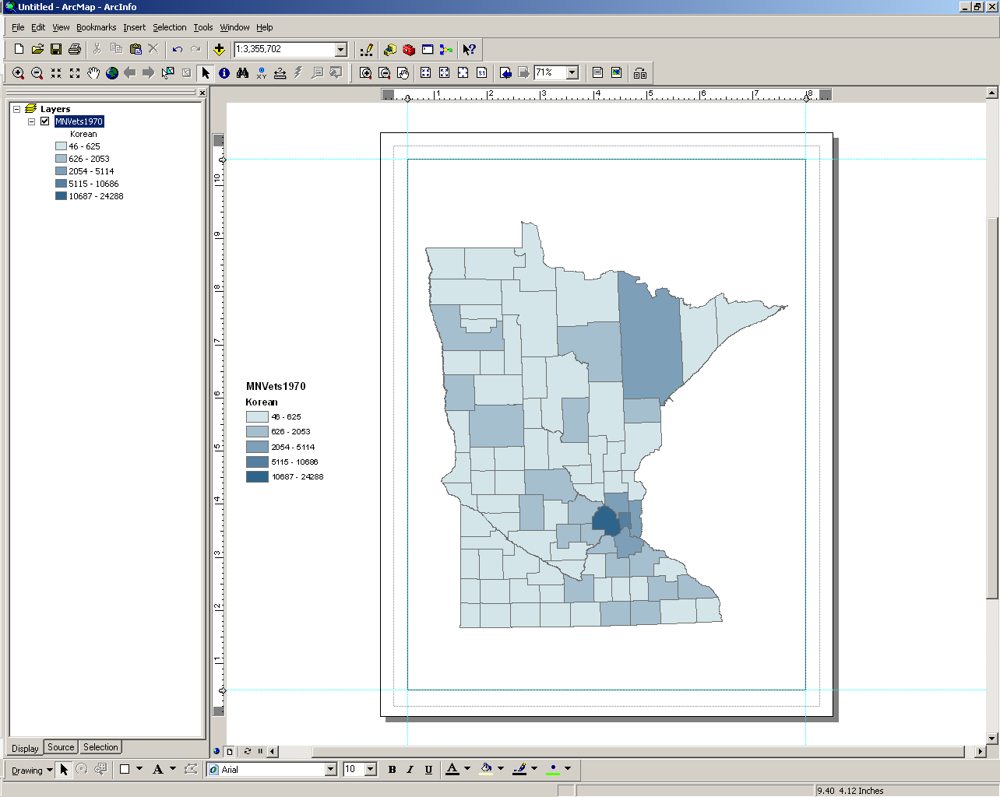 Untitled - ArcMap - ArcInfo
File Edit View Bookmarks Insert Selection Tools Window Help
1:3,355,702
71%
1 2 3 4 5 6 7 8
Layers
MNVets1970
Korean
46 - 625
626 - 2053
2054 - 5114
5115 - 10686
10687 - 24288
10
9
8
7
6
5
4
3
2
1
MNVets1970
Korean
46 - 625
626 - 2053
2054 - 5114
5115 - 10686
10687 - 24288
Display Source Selection
Drawing A Arial 10 B I U A
9.40 4.12 Inches